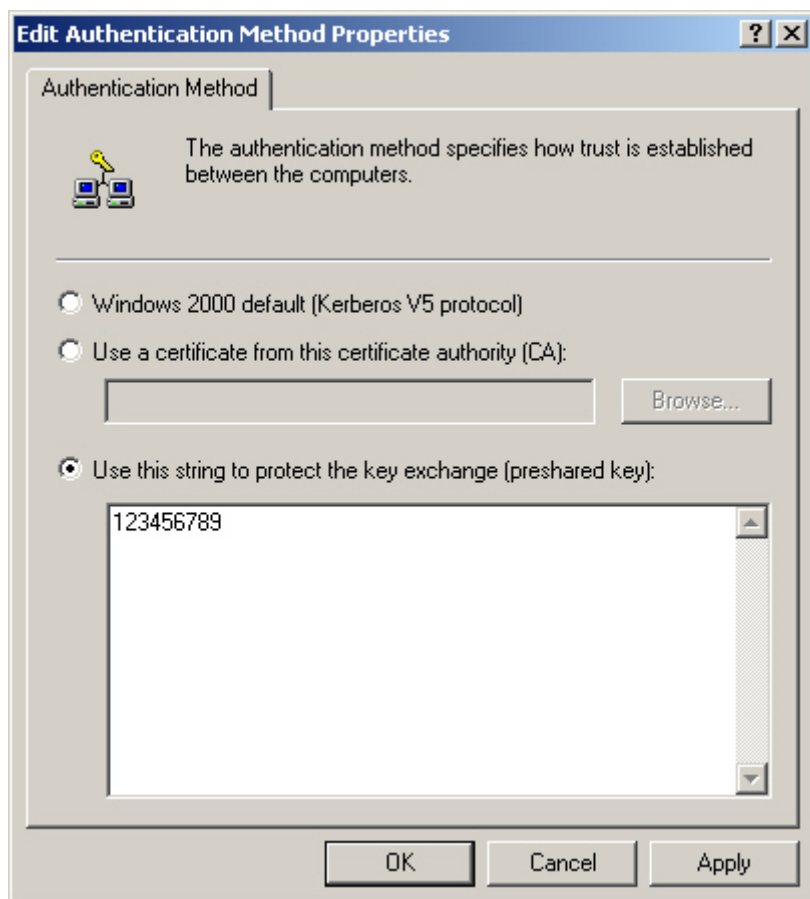 Edit Authentication Method Properties
Authentication Method
The authentication method specifies how trust is established
between the computers.
Windows 2000 default (Kerberos V5 protocol)
Use a certificate from this certificate authority (CA):
Browse...
Use this string to protect the key exchange (preshared key):
123456789
OK Cancel Apply